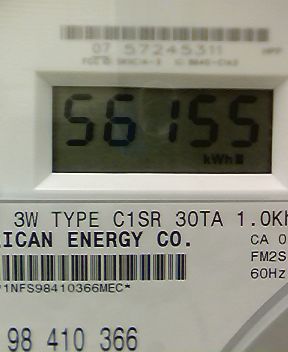 07 57245311
56155
kWh
3W TYPE C1SR 30TA 1.0Kh
ICAN ENERGY CO.
CA 0
FM2S
60Hz
*1NFS98410366MEC*
98 410 366